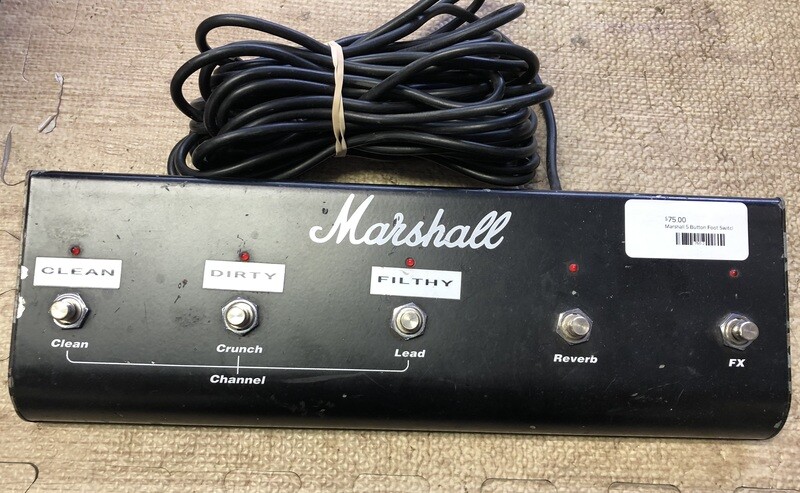 Marshall
$75.00
Marshall 5 Button Foot Switch
CLEAN
DIRTY
FILTHY
Clean
Crunch
Lead
Reverb
FX
Channel